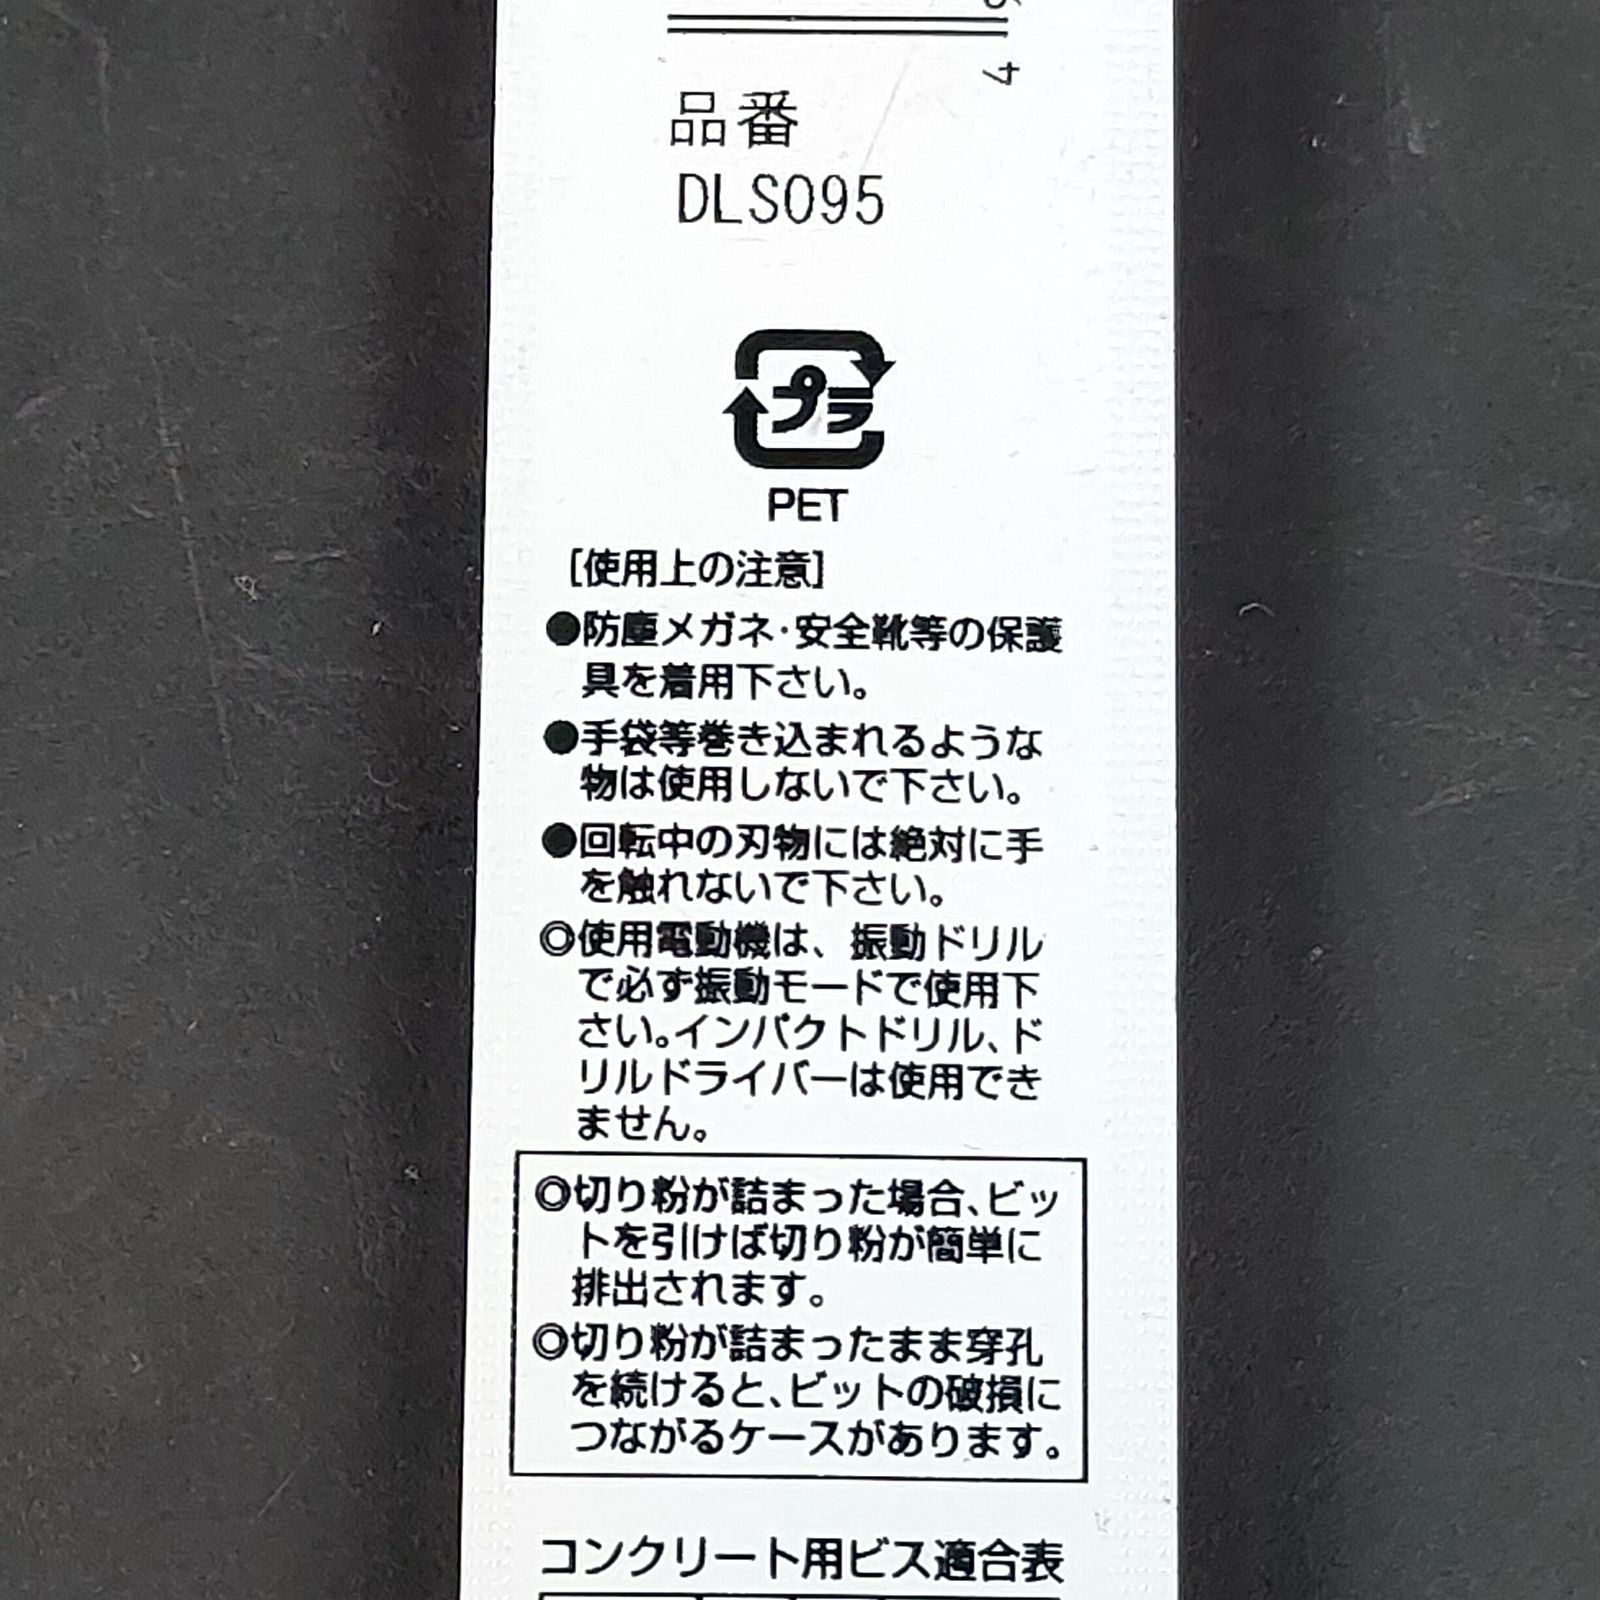 4
品番
DLS095
プラ
PET
[使用上の注意]
●防塵メガネ・安全靴等の保護
具を着用下さい。
●手袋等巻き込まれるような
物は使用しないで下さい。
●回転中の刃物には絶対に手
を触れないで下さい。
◎使用電動機は、振動ドリル
で必ず振動モードで使用下
さい。インパクトドリル、ド
リルドライバーは使用でき
ません。
◎切り粉が詰まった場合、ビッ
トを引けば切り粉が簡単に
排出されます。
◎切り粉が詰まったまま穿孔
を続けると、ビットの破損に
つながるケースがあります。
コンクリート用ビス適合表